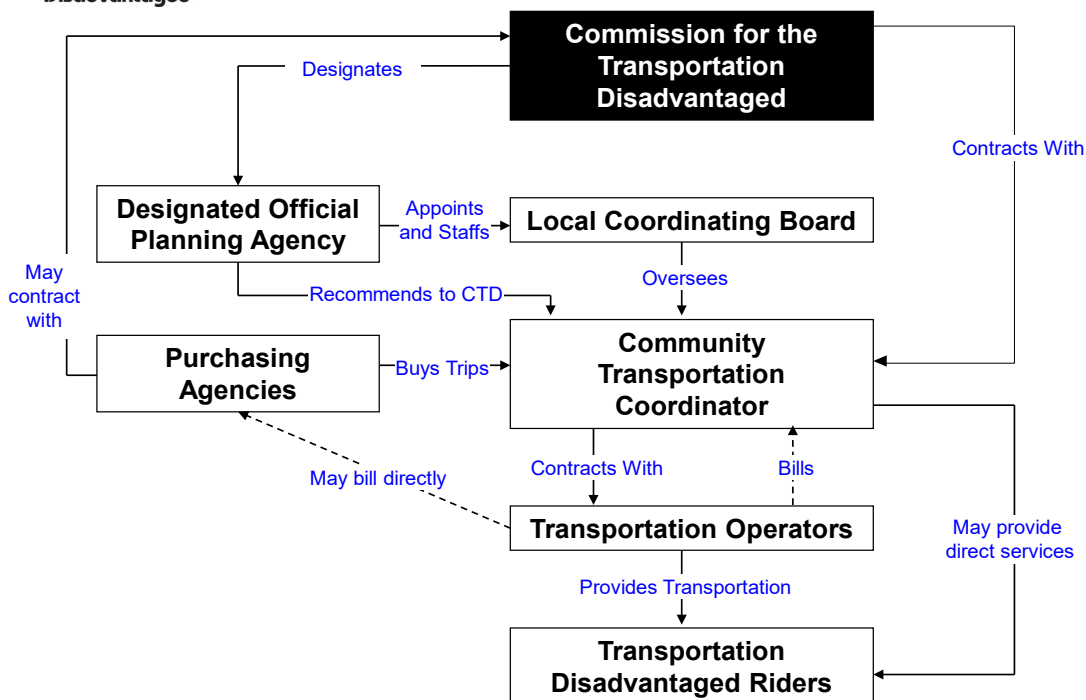 Disadvantaged
Commission for the
Transportation
Disadvantaged
Designates
Contracts With
Designated Official
Planning Agency
Appoints
and Staffs
Local Coordinating Board
May
contract
with
Recommends to CTD
Oversees
Purchasing
Agencies
Buys Trips
Community
Transportation
Coordinator
May bill directly
Contracts With
Bills
Transportation Operators
May provide
direct services
Provides Transportation
Transportation
Disadvantaged Riders